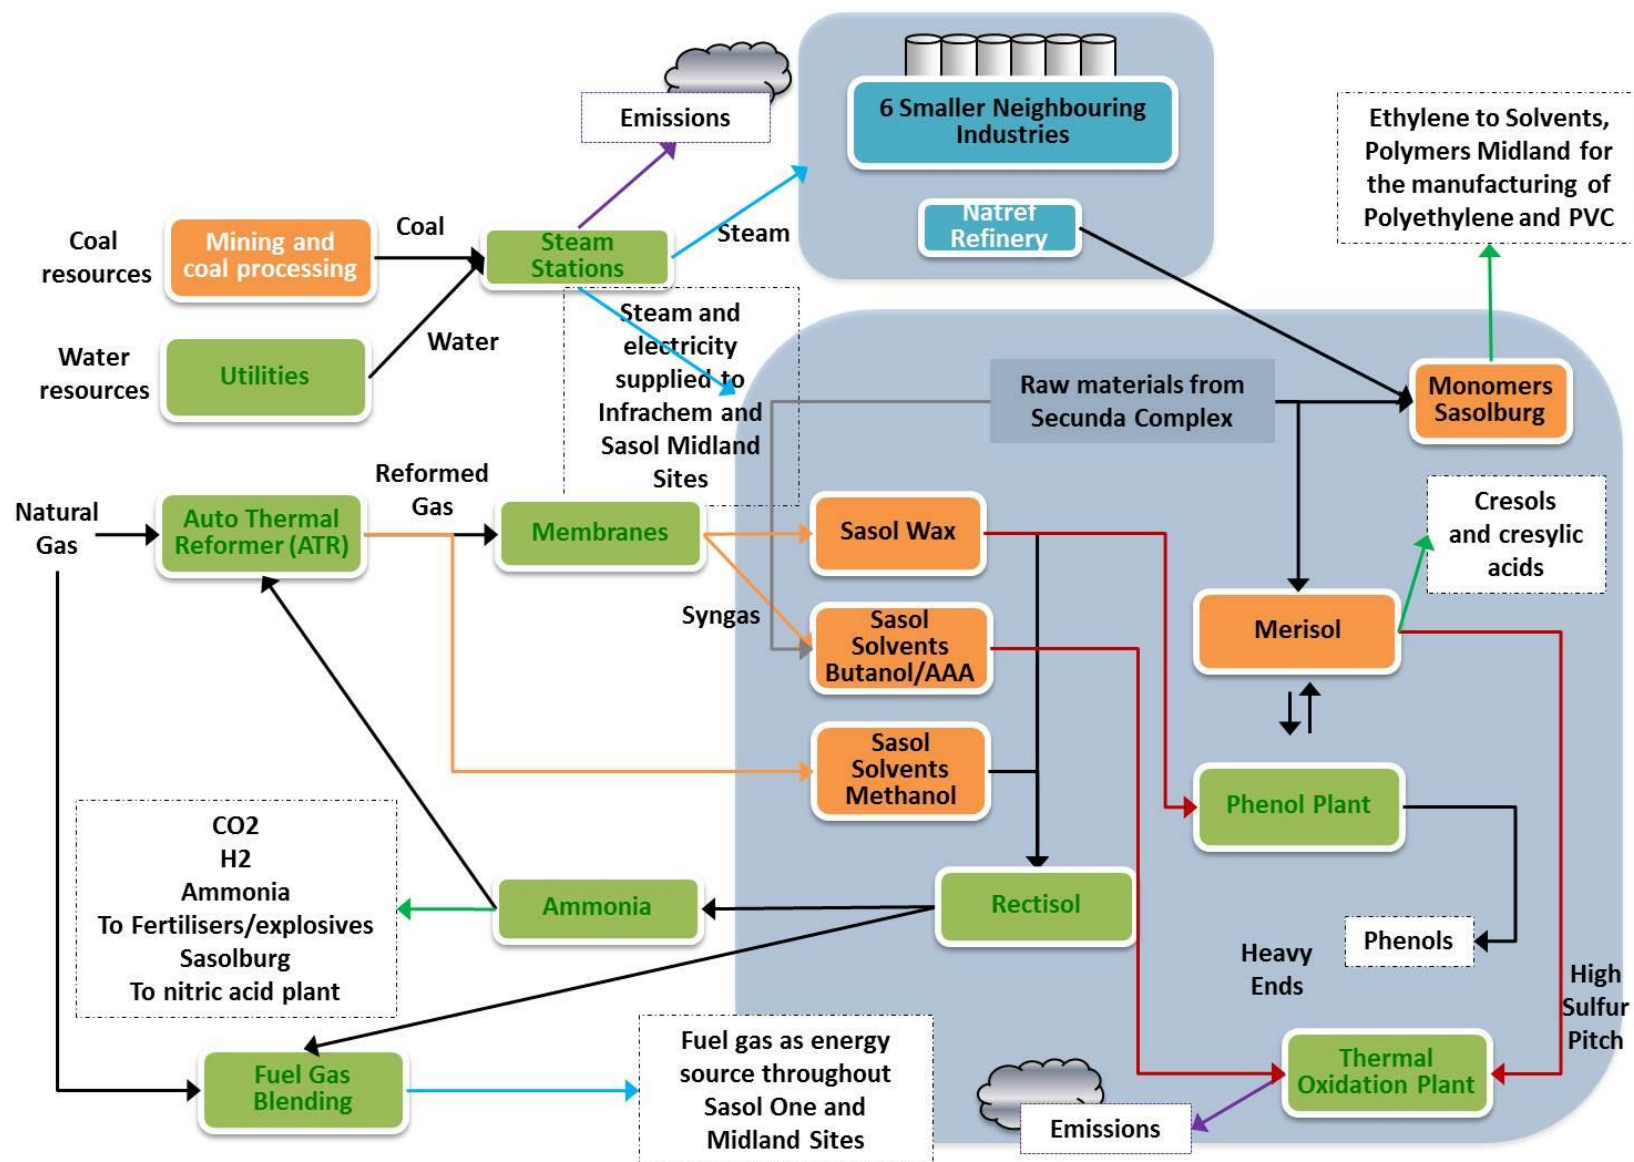 Emissions
6 Smaller Neighbouring
Industries
Ethylene to Solvents,
Polymers Midland for
the manufacturing of
Polyethylene and PVC
Natref
Refinery
Coal
resources
Mining and
coal processing
Coal
Steam
Stations
Steam
Water
resources
Utilities
Water
Steam and
electricity
supplied to
Infrachem and
Sasol Midland
Sites
Raw materials from
Secunda Complex
Monomers
Sasolburg
Natural
Gas
Auto Thermal
Reformer (ATR)
Reformed
Gas
Membranes
Syngas
Sasol Wax
Sasol
Solvents
Butanol/AAA
Sasol
Solvents
Methanol
Cresols
and cresylic
acids
Merisol
Phenol Plant
Phenols
CO2
H2
Ammonia
To Fertilisers/explosives
Sasolburg
To nitric acid plant
Ammonia
Rectisol
Heavy
Ends
High
Sulfur
Pitch
Fuel Gas
Blending
Fuel gas as energy
source throughout
Sasol One and
Midland Sites
Thermal
Oxidation Plant
Emissions